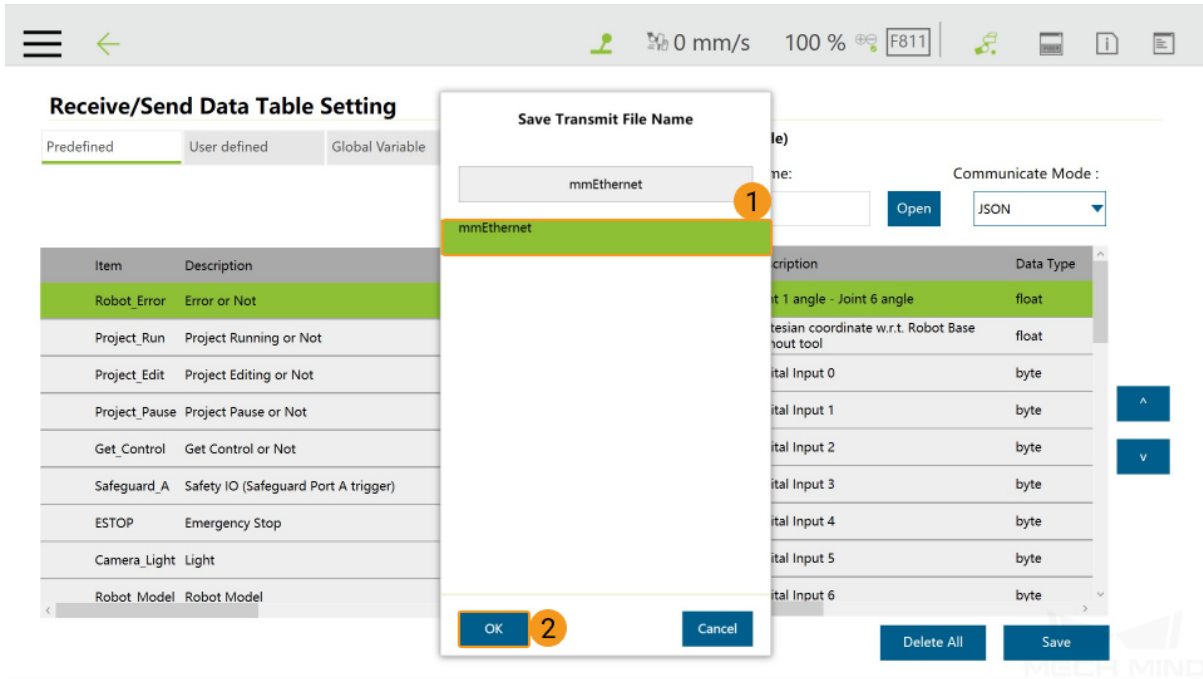 0 mm/s 100 % F811
Receive/Send Data Table Setting
Predefined User defined Global Variable
le)
me: Communicate Mode :
Open JSON
Save Transmit File Name
mmEthernet
1
mmEthernet
OK 2 Cancel
Item Description
Robot_Error Error or Not
Project_Run Project Running or Not
Project_Edit Project Editing or Not
Project_Pause Project Pause or Not
Get_Control Get Control or Not
Safeguard_A Safety IO (Safeguard Port A trigger)
ESTOP Emergency Stop
Camera_Light Light
Robot Model Robot Model
cription Data Type
t 1 angle - Joint 6 angle float
tesian coordinate w.r.t. Robot Base
hout tool float
ital Input 0 byte
ital Input 1 byte
ital Input 2 byte
ital Input 3 byte
ital Input 4 byte
ital Input 5 byte
ital Input 6 byte
Delete All Save
MECH MIND